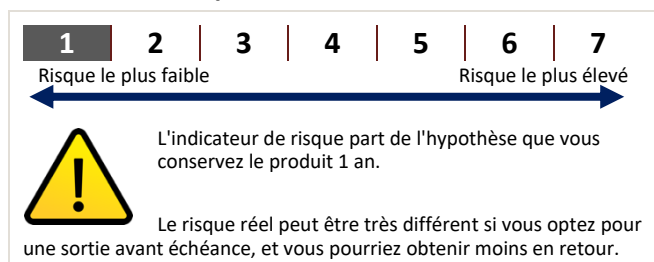 1 2 3 4 5 6 7
Risque le plus faible Risque le plus élevé
L'indicateur de risque part de l'hypothèse que vous
conservez le produit 1 an.
Le risque réel peut être très différent si vous optez pour
une sortie avant échéance, et vous pourriez obtenir moins en retour.